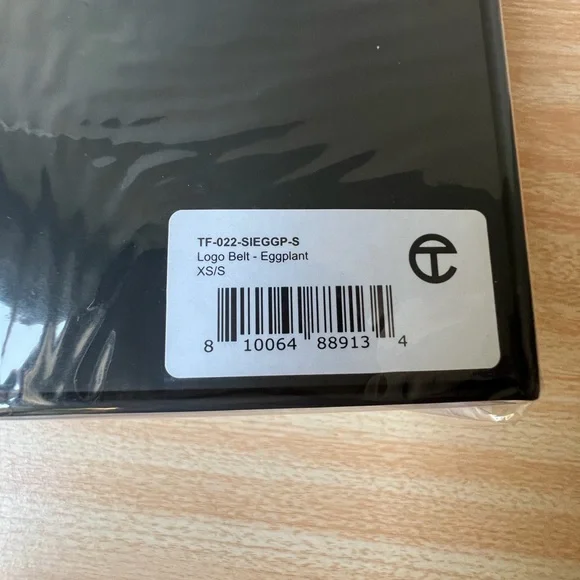 TF-022-SIEGGP-S
Logo Belt - Eggplant
XS/S
8 10064 88913 4